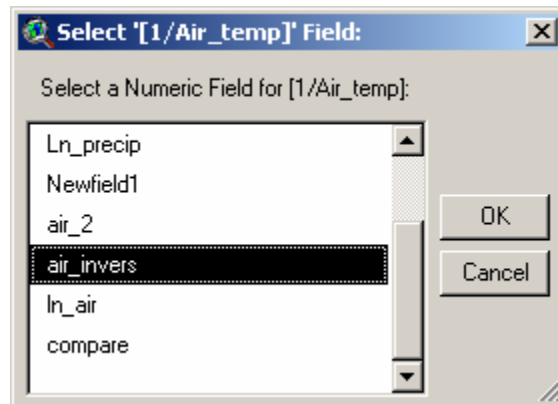 Select '[1/Air_temp]' Field:
Select a Numeric Field for [1/Air_temp]:
Ln_precip
Newfield1
air_2
air_invers
ln_air
compare
OK
Cancel